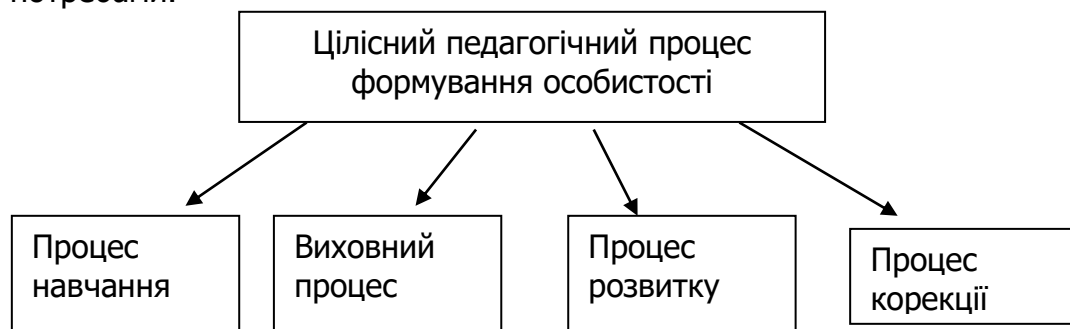 потребами.
Цілісний педагогічний процес
формування особистості
Процес
навчання
Виховний
процес
Процес
розвитку
Процес
корекції